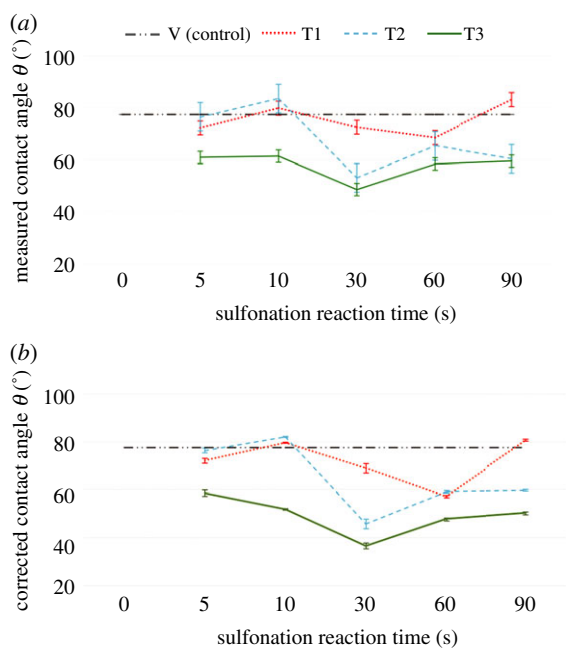 (a)
V (control) T1 T2 T3
measured contact angle θ (°)
100
80
60
40
20
0 5 10 30 60 90
sulfonation reaction time (s)
(b)
corrected contact angle θ (°)
100
80
60
40
20
0 5 10 30 60 90
sulfonation reaction time (s)